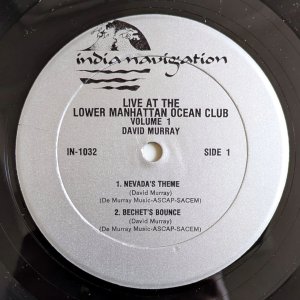 india navigation
LIVE AT THE
LOWER MANHATTAN OCEAN CLUB
VOLUME 1
DAVID MURRAY
IN-1032 SIDE 1
1. NEVADA'S THEME
(David Murray)
(De Murray Music-ASCAP-SACEM)
2. BECHET'S BOUNCE
(David Murray)
(De Murray Music-ASCAP-SACEM)